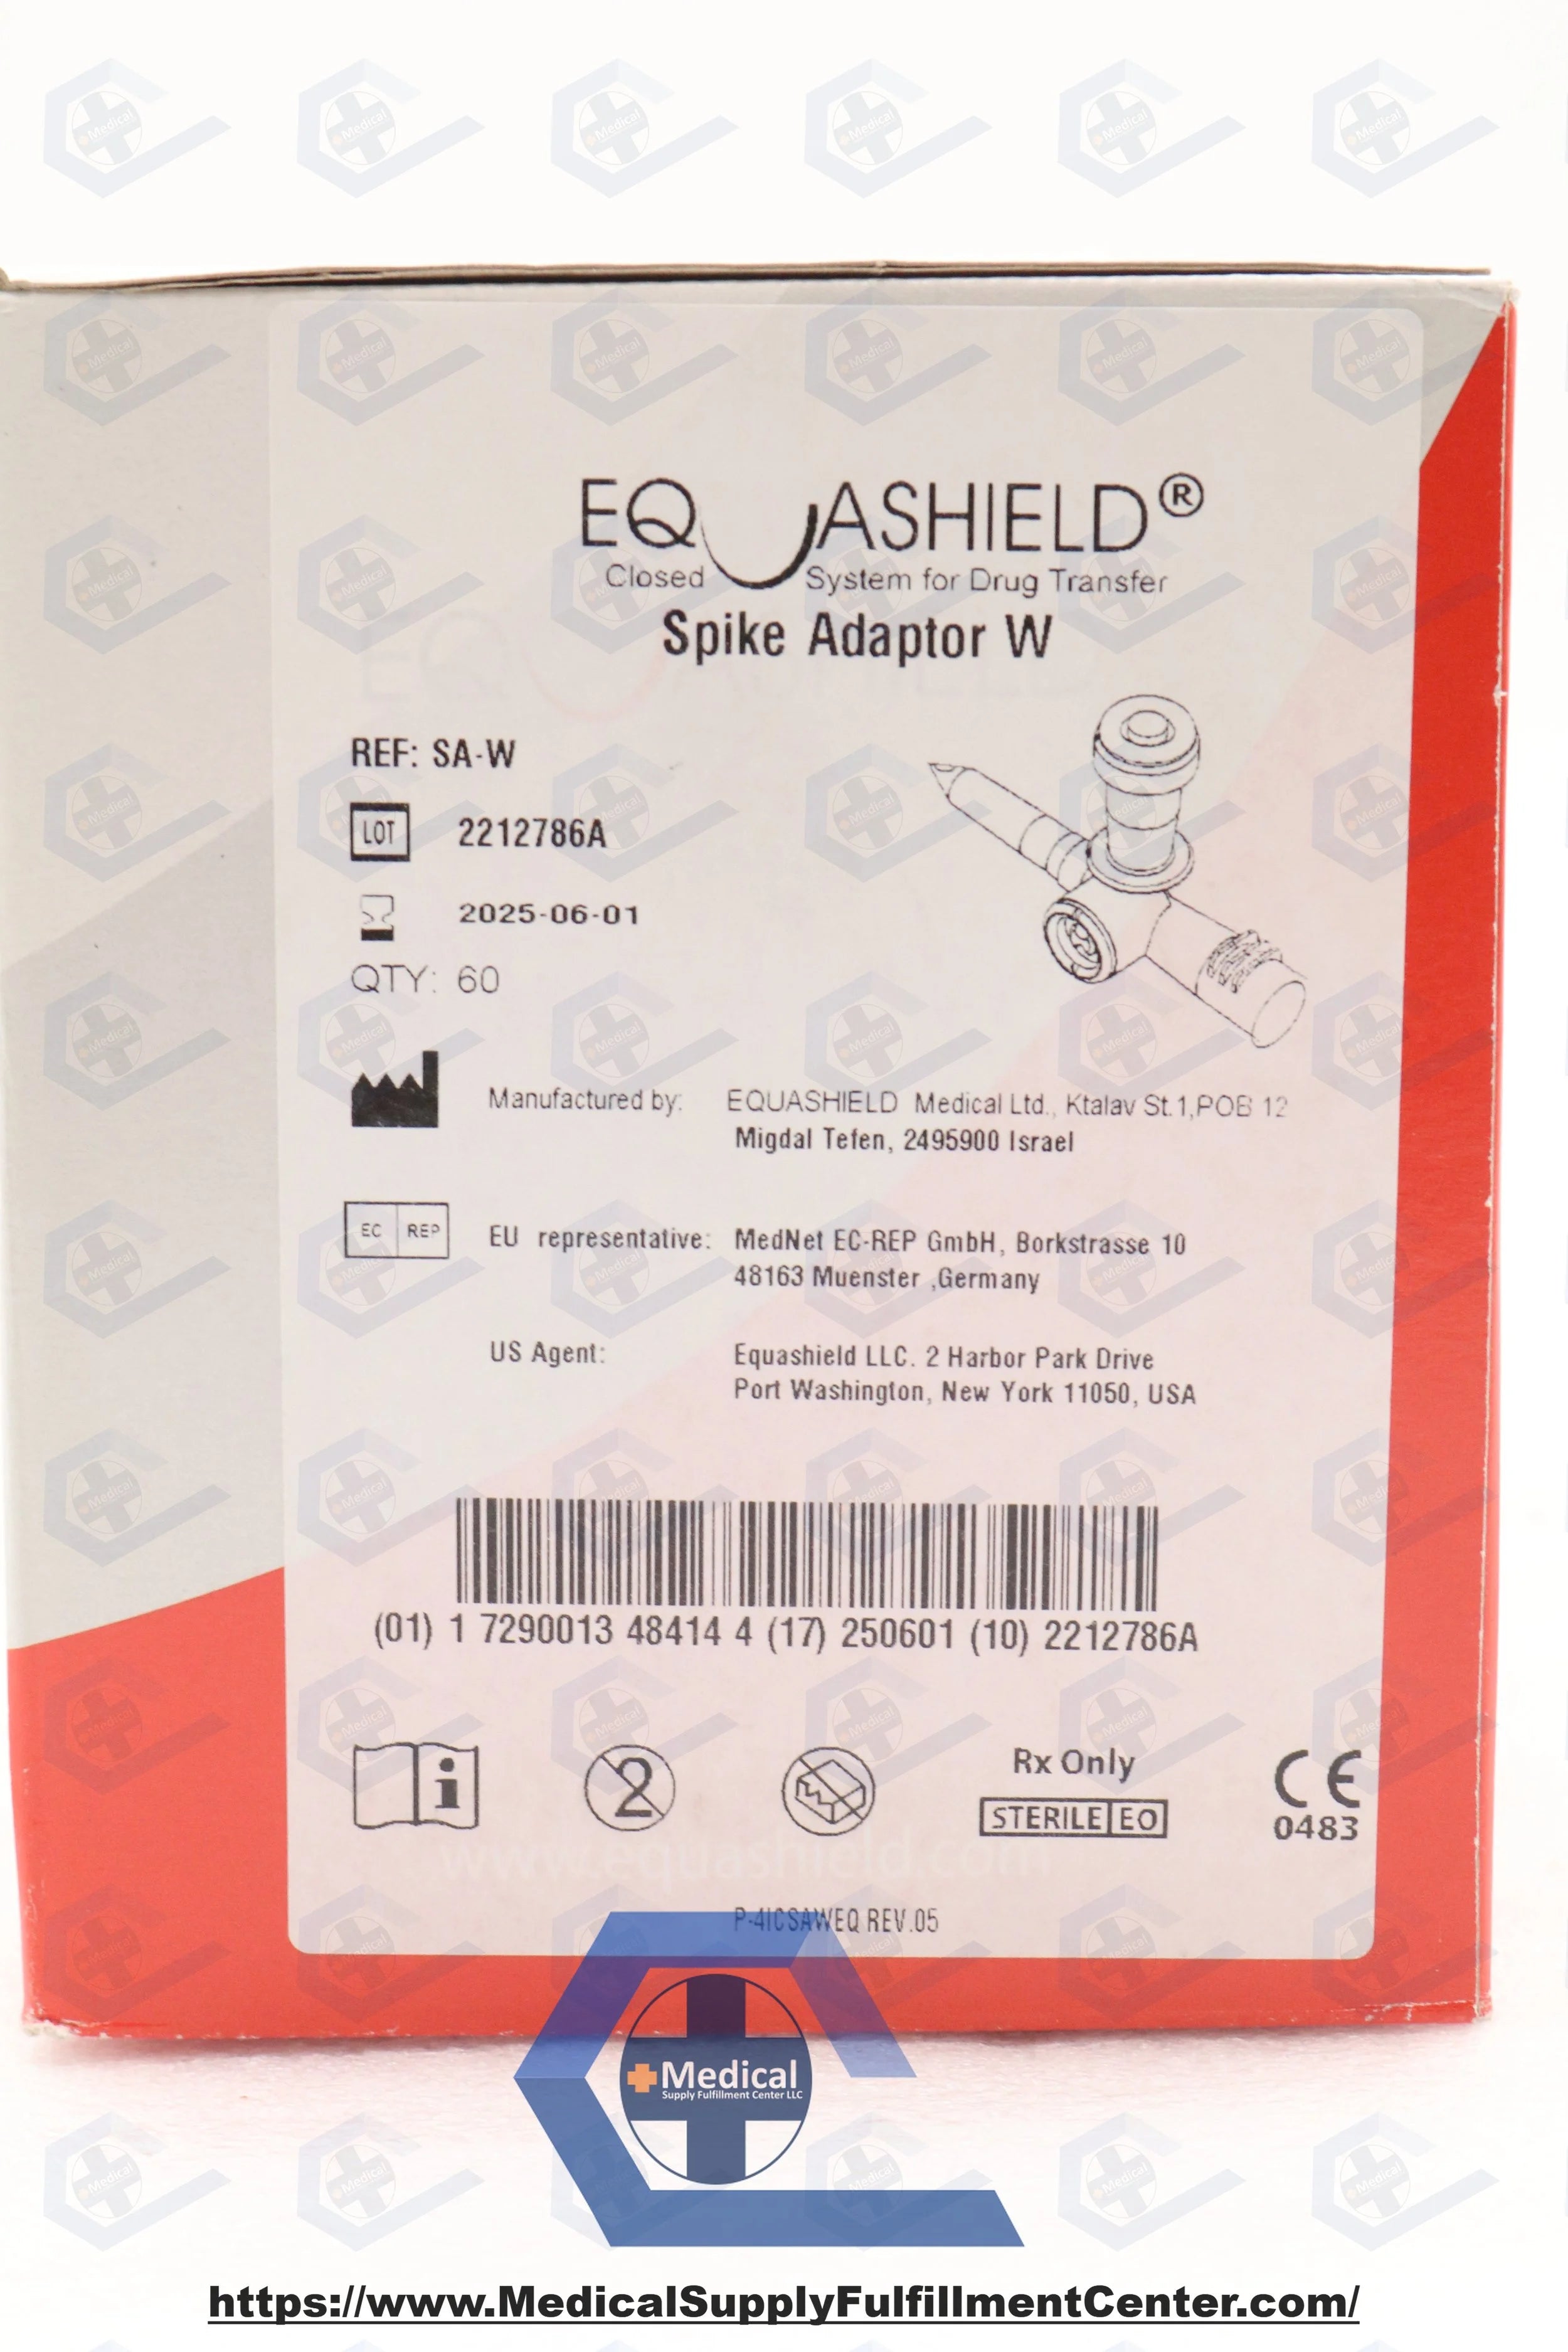 EQUASHIELD®
Closed System for Drug Transfer
Spike Adaptor W
REF: SA-W
LOT 2212786A
2025-06-01
QTY: 60
Manufactured by: EQUASHIELD Medical Ltd., Ktalav St.1,POB 12
Migdal Tefen, 2495900 Israel
EC REP EU representative: MedNet EC-REP GmbH, Borkstrasse 10
48163 Muenster ,Germany
US Agent: Equashield LLC. 2 Harbor Park Drive
Port Washington, New York 11050, USA
(01) 1 7290013 48414 4 (17) 250601 (10) 2212786A
i
2
Rx Only
STERILE EO
CE
0483
www.equashield.com
P-4ICSAWEQ REV.05
Medical
Supply Fulfillment Center LLC
https://www.MedicalSupplyFulfillmentCenter.com/